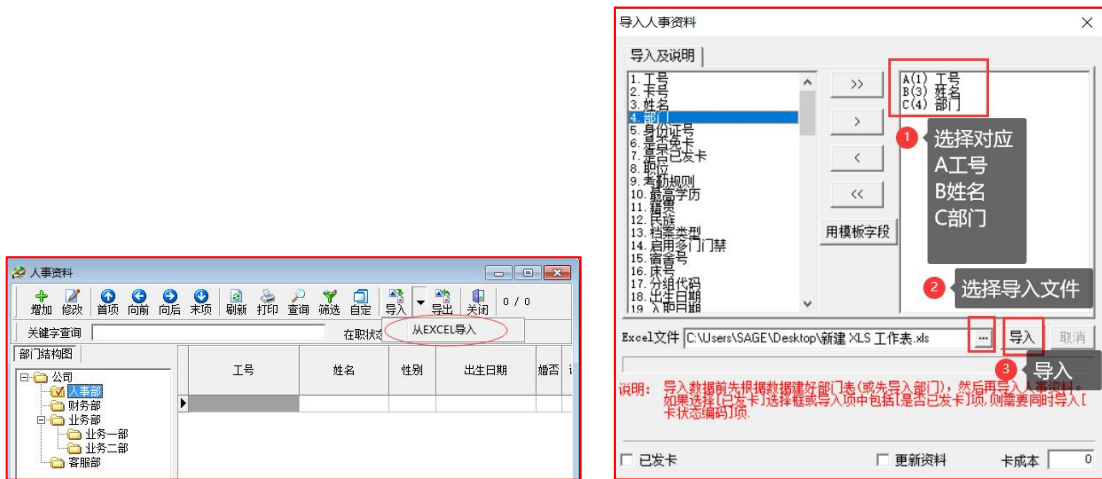 人事资料
增加 修改 首项 向前 向后 末项 刷新 打印 查询 筛选 自定 导入 导出 关闭 0 / 0
关键字查询 在职状态
从EXCEL导入
部门结构图
公司
人事部
财务部
业务部
业务一部
业务二部
客服部
工号 姓名 性别 出生日期 婚否
导入人事资料
导入及说明
1.工号
2.卡号
3.姓名
4.部门
5.身份证号
6.是否免卡
7.是否已发卡
8.职位
9.考勤规则
10.最高学历
11.籍贯
12.民族
13.档案类型
14.启用多门门禁
15.宿舍号
16.床号
17.分组代码
18.出生日期
19.入职日期
>>
>
<
<<
用模板字段
A(1) 工号
B(3) 姓名
C(4) 部门
1 选择对应
A工号
B姓名
C部门
2 选择导入文件
Excel文件 C:\Users\SAGE\Desktop\新建 XLS 工作表.xls ... 导入 取消
3 导入
说明: 导入数据前先根据数据建好部门表(或先导入部门), 然后再导入人事资料。
如果选择[已发卡]选择框或导入项中包括[是否已发卡]项,则需要同时导入[
卡状态编码]项.
已发卡 更新资料 卡成本 0